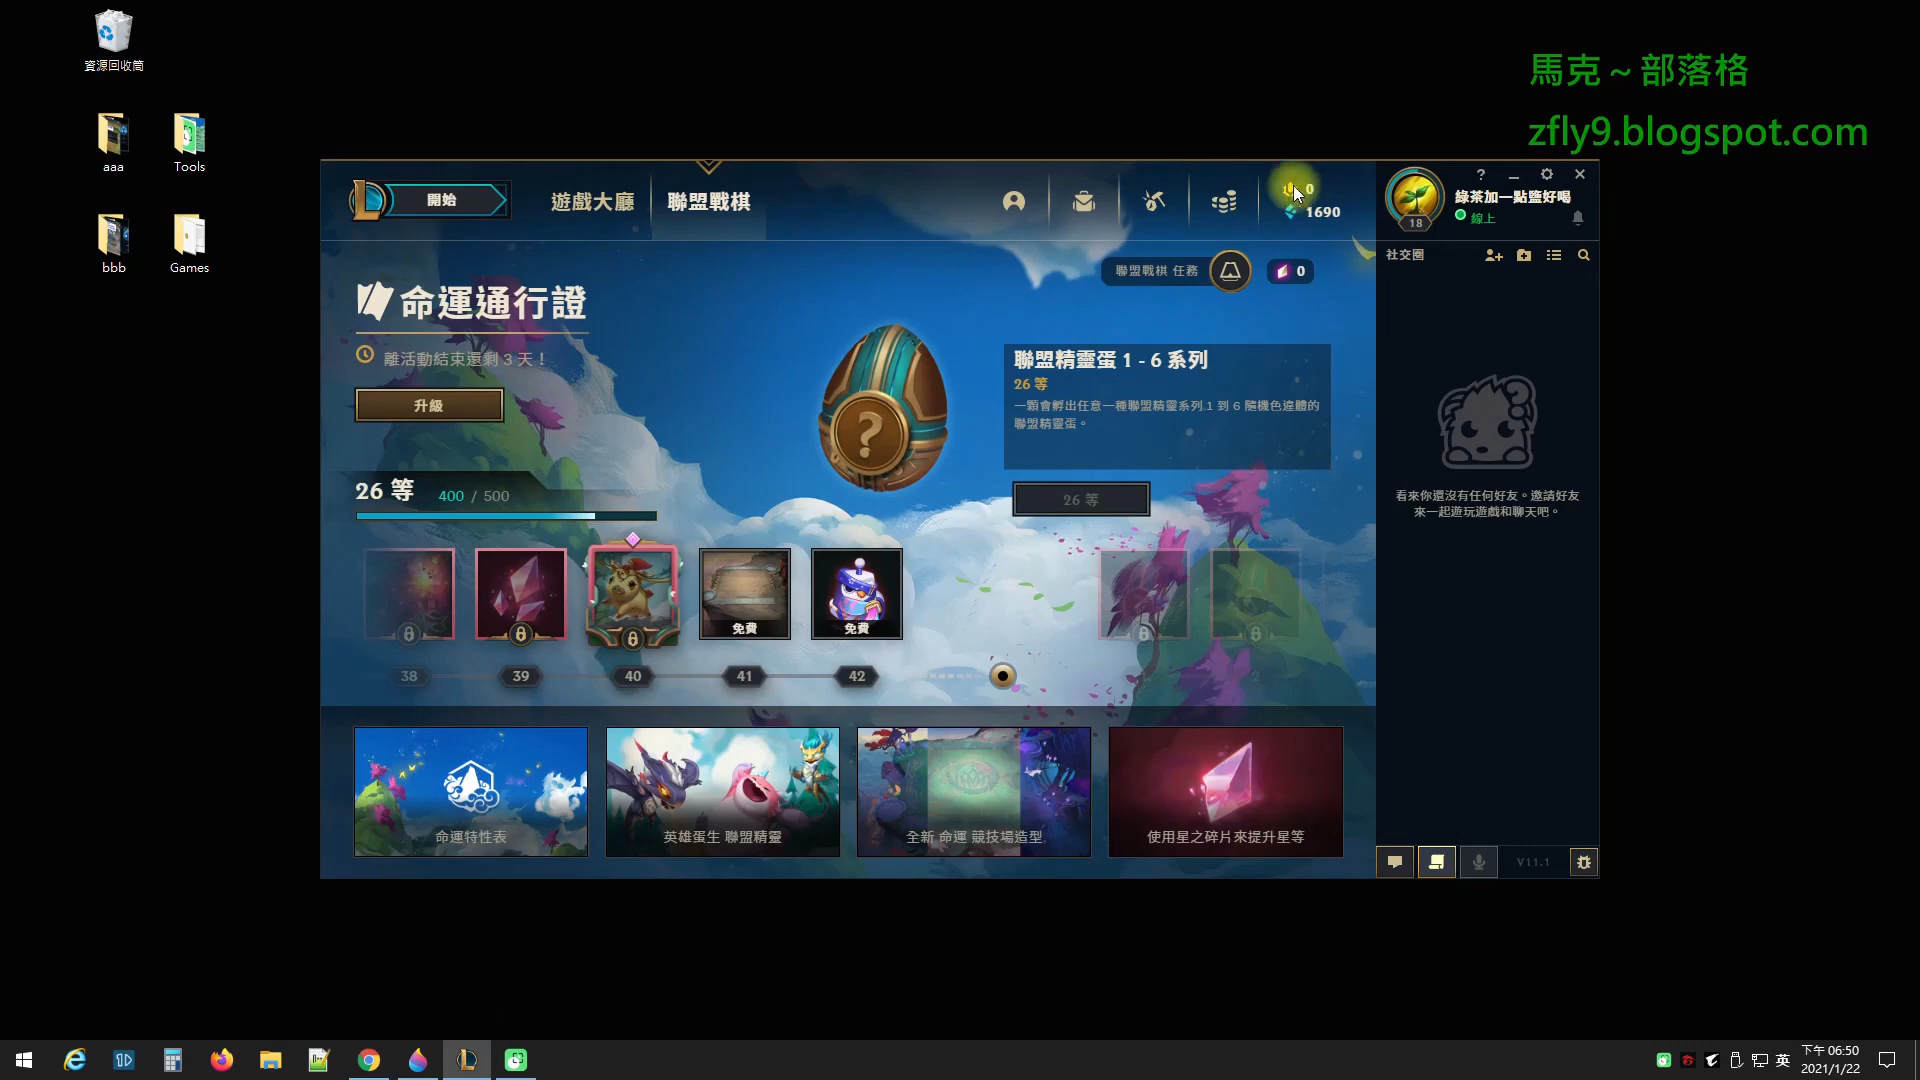 資源回收筒
aaa
Tools
bbb
Games
馬克～部落格
zfly9.blogspot.com
開始
遊戲大廳
聯盟戰棋
0
1690
18
綠茶加一點鹽好喝
線上
社交圈
聯盟戰棋 任務
0
命運通行證
離活動結束還剩 3 天！
升級
聯盟精靈蛋 1 - 6 系列
26 等
一顆會孵出任意一種聯盟精靈系列 1 到 6 隨機色違體的
聯盟精靈蛋。
26 等
26 等
400 / 500
免費
免費
38
39
40
41
42
2
看來你還沒有任何好友。邀請好友
來一起遊玩遊戲和聊天吧。
命運特性表
英雄蛋生 聯盟精靈
全新 命運 競技場造型
使用星之碎片來提升星等
V11.1
英
下午 06:50
2021/1/22